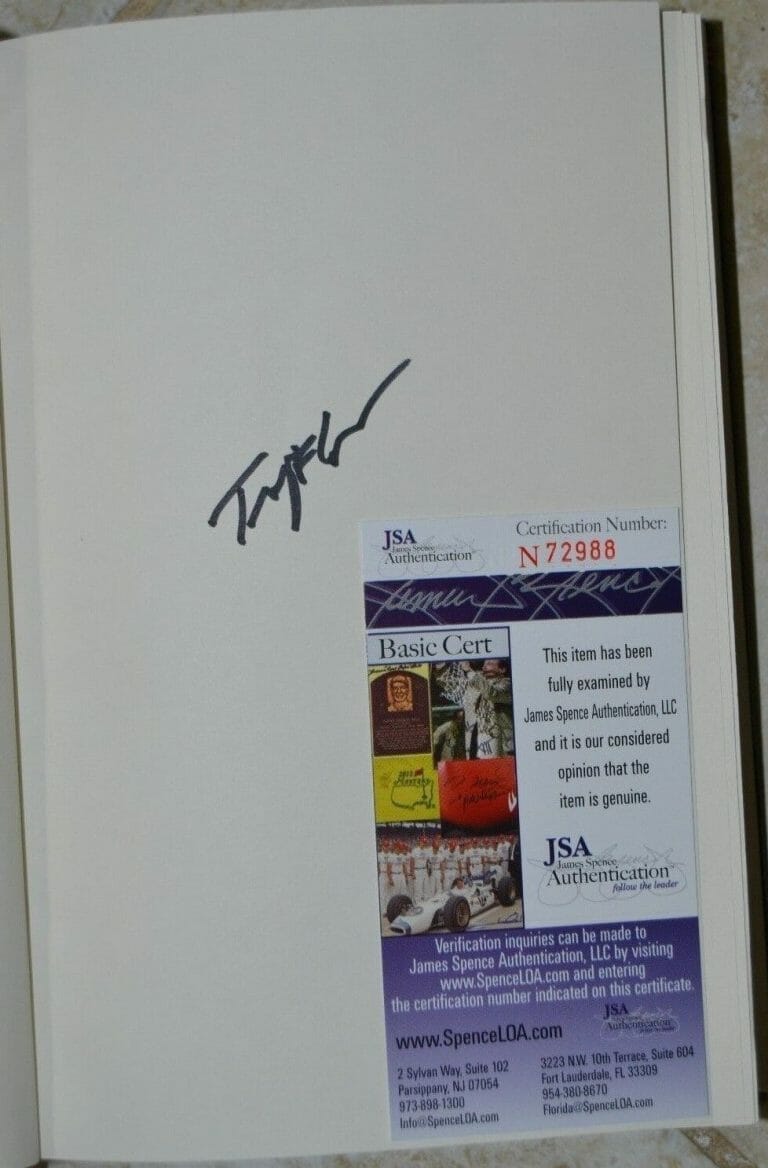 JSA
James Spence
Authentication
Certification Number:
N 72988
Basic Cert
This item has been
fully examined by
James Spence Authentication, LLC
and it is our considered
opinion that the
item is genuine.
JSA
James Spence
Authentication
follow the leader
Verification inquiries can be made to
James Spence Authentication, LLC by visiting
www.SpenceLOA.com and entering
the certification number indicated on this certificate.
JSA
Authentication
www.SpenceLOA.com
2 Sylvan Way, Suite 102
Parsippany, NJ 07054
973-898-1300
Info@SpenceLOA.com
3223 N.W. 10th Terrace, Suite 604
Fort Lauderdale, FL 33309
954-380-8670
Florida@SpenceLOA.com